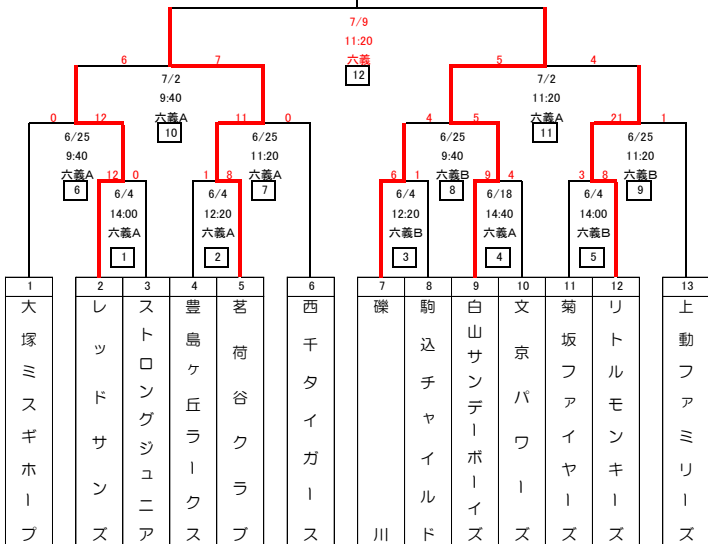 7/9
11:20
六義
12
6 7
5 4
7/2
9:40
六義A
10
7/2
11:20
六義A
11
0 12
11 0
4 5
21 1
6/25
9:40
六義A
6
6/25
11:20
六義A
7
6/25
9:40
六義B
8
6/25
11:20
六義B
9
12 0
1 8
6 1
9 4
3 8
6/4
14:00
六義A
1
6/4
12:20
六義A
2
6/4
12:20
六義B
3
6/18
14:40
六義A
4
6/4
14:00
六義B
5
1
大塚ミスギホープ
2
レッドサンズ
3
ストロングジュニア
4
豊島ヶ丘ラークス
5
茗荷谷クラブ
6
西千タイガース
7
礫川
8
駒込チャイルド
9
白山サンデーボーイズ
10
文京パワーズ
11
菊坂ファイヤーズ
12
リトルモンキーズ
13
上動ファミリーズ